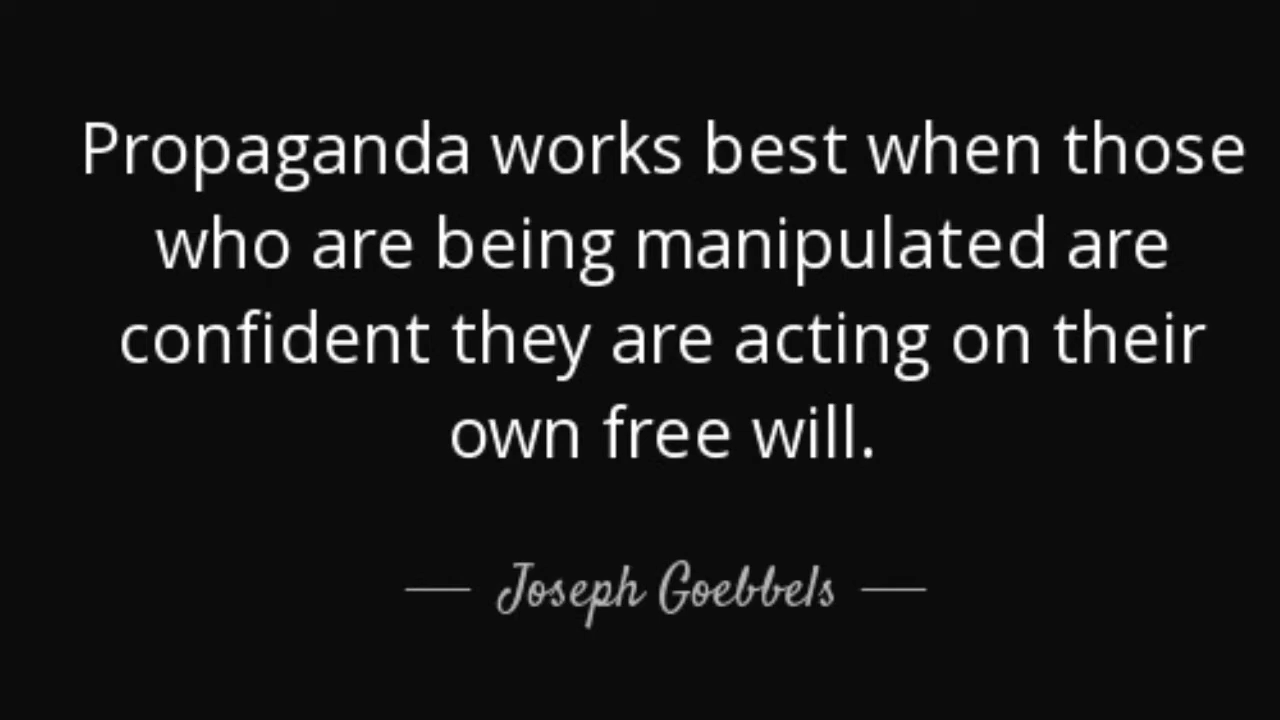 Propaganda works best when those
who are being manipulated are
confident they are acting on their
own free will.
— Joseph Goebbels —